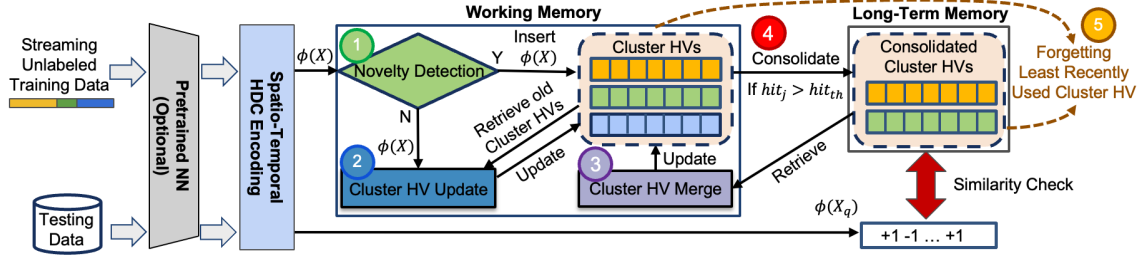 Working Memory
Long-Term Memory
Streaming
Unlabeled
Training Data
Pretrained NN
(Optional)
Spatio-Temporal
HDC Encoding
ϕ(X)
1
Novelty Detection
Y
Insert
ϕ(X)
N
ϕ(X)
2
Cluster HV Update
Retrieve old
Cluster HVs
Update
Cluster HVs
3
Cluster HV Merge
Update
4
Consolidate
If hit_j > hit_th
Retrieve
Consolidated
Cluster HVs
5
Forgetting
Least Recently
Used Cluster HV
Similarity Check
Testing
Data
ϕ(X_q)
+1 -1 ... +1